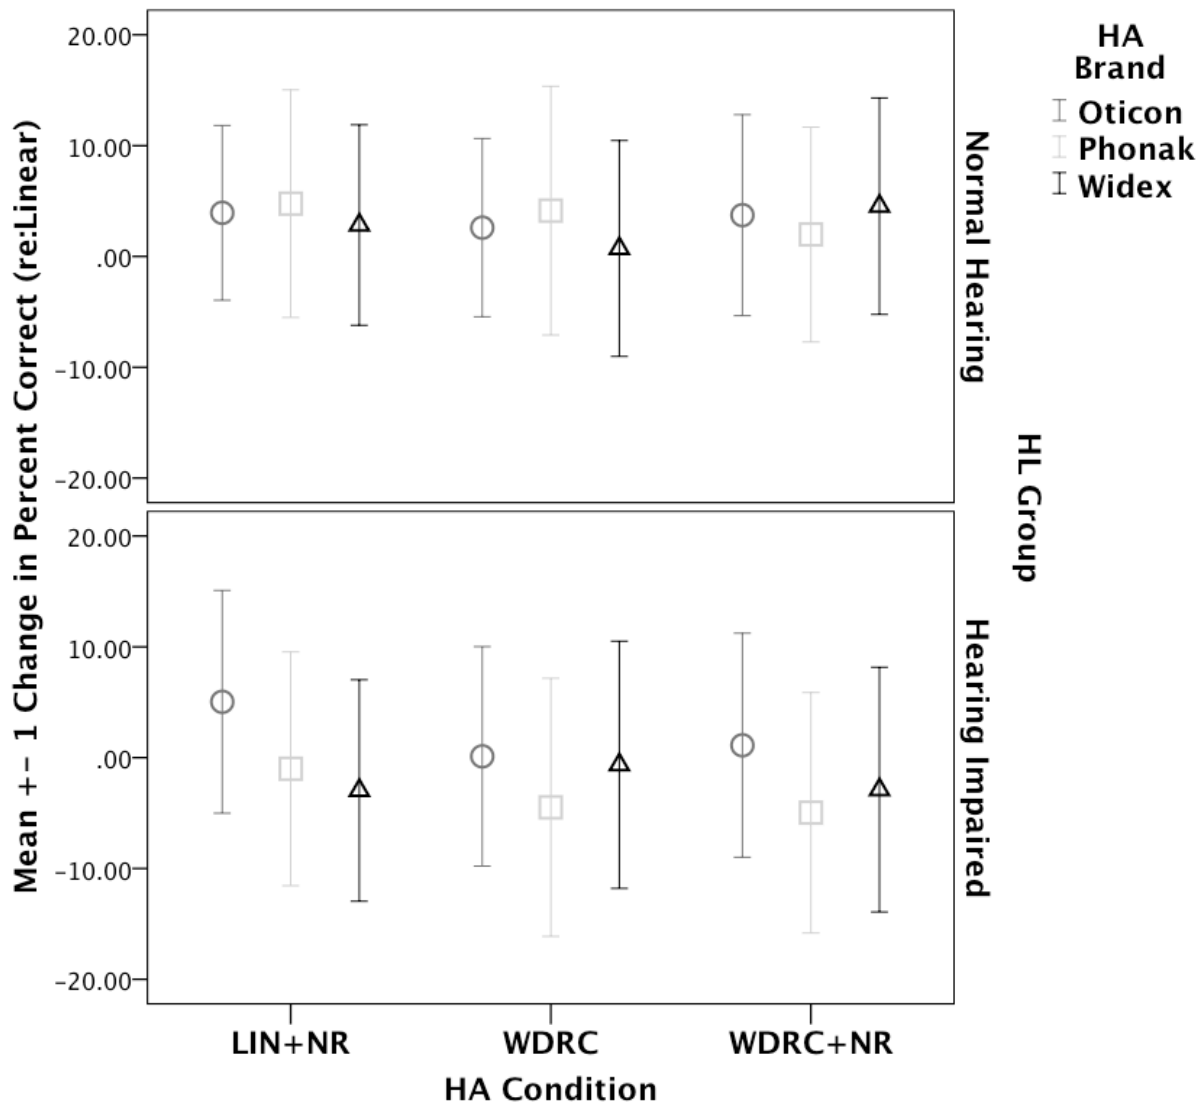 Mean +- 1 Change in Percent Correct (re:Linear)
20.00
10.00
.00
-10.00
-20.00
20.00
10.00
.00
-10.00
-20.00
LIN+NR
WDRC
WDRC+NR
HA Condition
Normal Hearing
Hearing Impaired
HL Group
HA
Brand
Oticon
Phonak
Widex